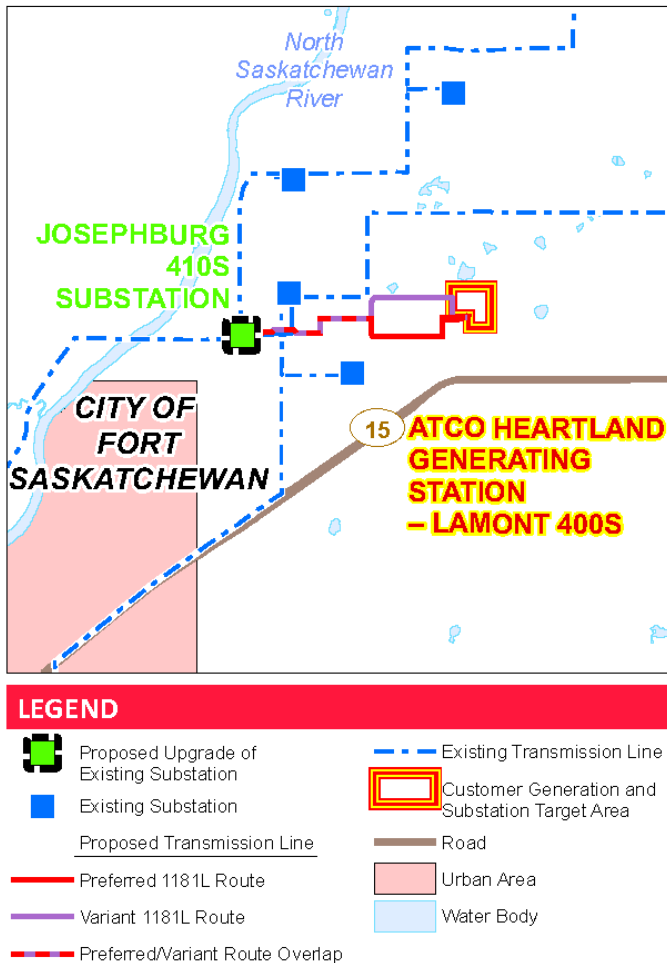 North
Saskatchewan
River
JOSEPHBURG
410S
SUBSTATION
CITY OF
FORT
SASKATCHEWAN
15
ATCO HEARTLAND
GENERATING
STATION
– LAMONT 400S
LEGEND
Proposed Upgrade of
Existing Substation
Existing Substation
Proposed Transmission Line
Preferred 1181L Route
Variant 1181L Route
Preferred/Variant Route Overlap
Existing Transmission Line
Customer Generation and
Substation Target Area
Road
Urban Area
Water Body